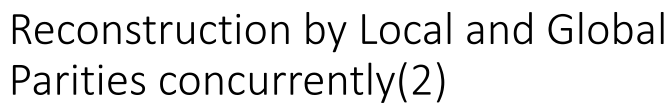 Reconstruction by Local and Global
Parities concurrently(2)